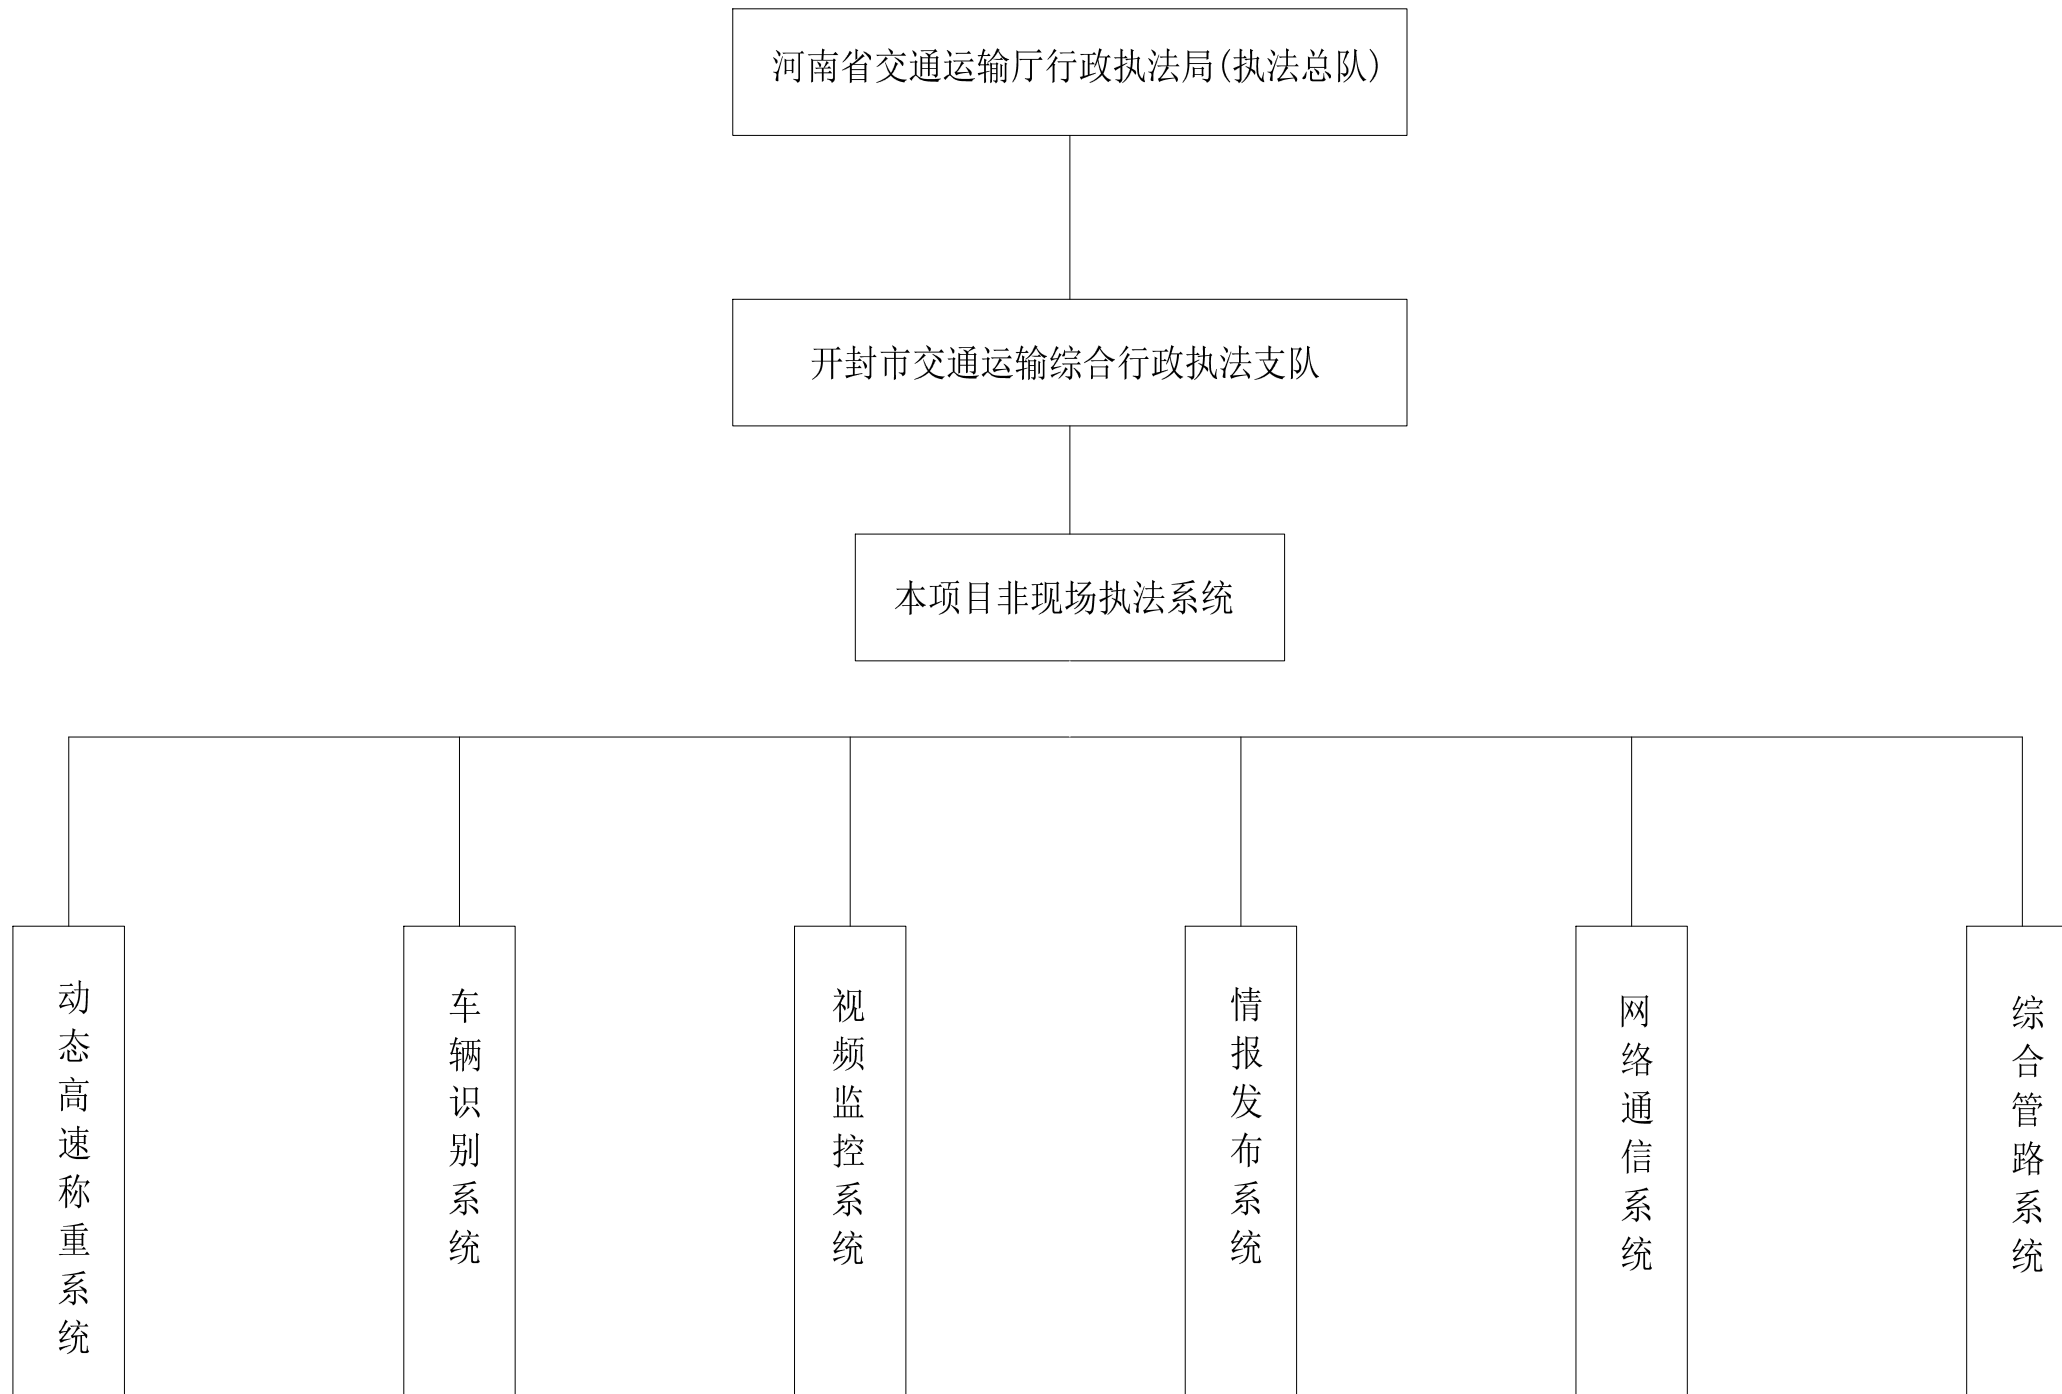 河南省交通运输厅行政执法局(执法总队)
开封市交通运输综合行政执法支队
本项目非现场执法系统
动态高速称重系统
车辆识别系统
视频监控系统
情报发布系统
网络通信系统
综合管路系统